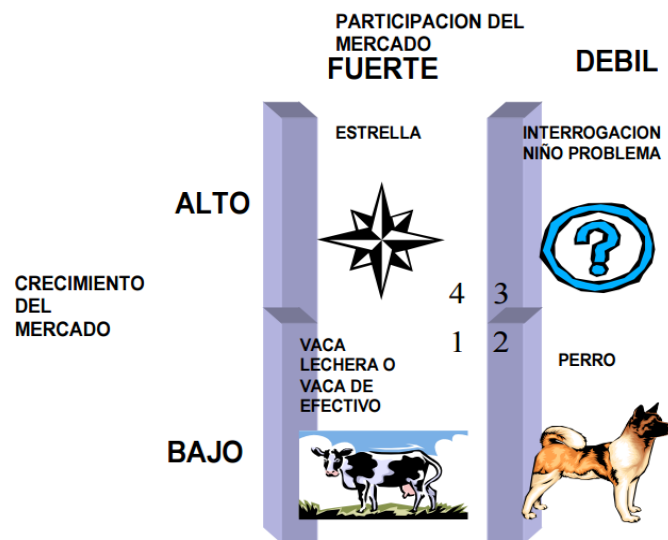 PARTICIPACION DEL
MERCADO
FUERTE
DEBIL
ESTRELLA
INTERROGACION
NIÑO PROBLEMA
ALTO
?
CRECIMIENTO
DEL
MERCADO
4 3
1 2
VACA
LECHERA O
VACA DE
EFECTIVO
PERRO
BAJO